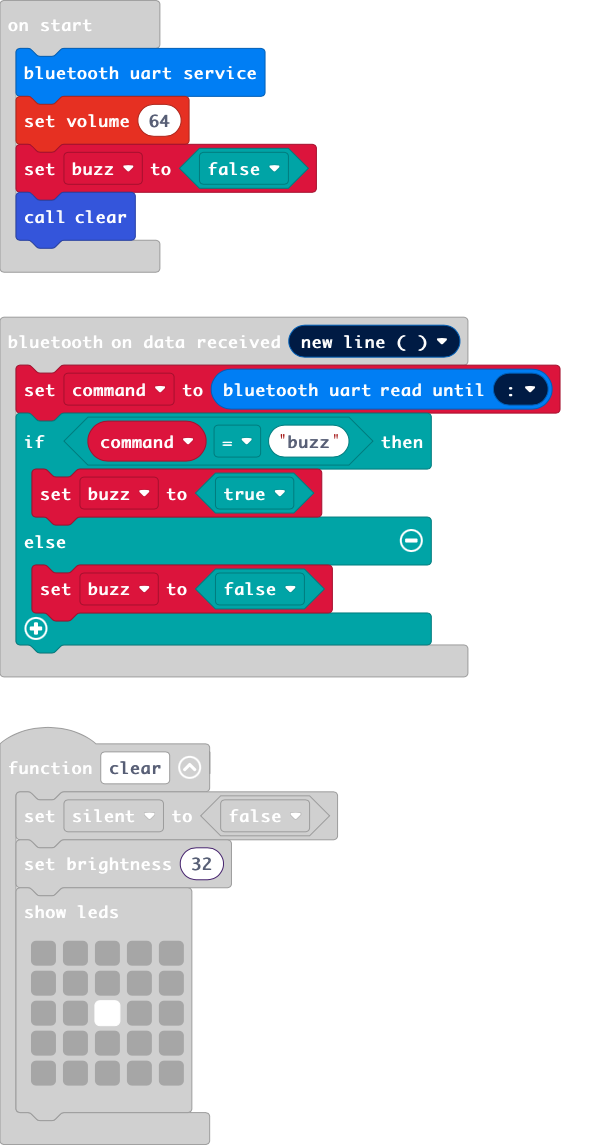 on start
bluetooth uart service
set volume 64
set buzz to false
call clear
bluetooth on data received new line ( )
set command to bluetooth uart read until :
if command = "buzz" then
set buzz to true
else
set buzz to false
function clear
set silent to false
set brightness 32
show leds